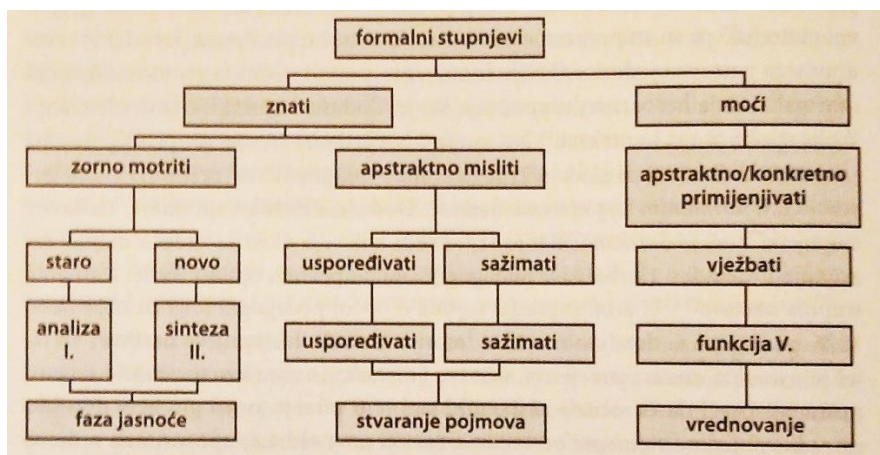 formalni stupnjevi
znati
moći
zorno motriti
apstraktno misliti
apstraktno/konkretno
primijenjivati
staro
novo
uspoređivati
sažimati
vježbati
analiza
I.
sinteza
II.
uspoređivati
sažimati
funkcija V.
faza jasnoće
stvaranje pojmova
vrednovanje